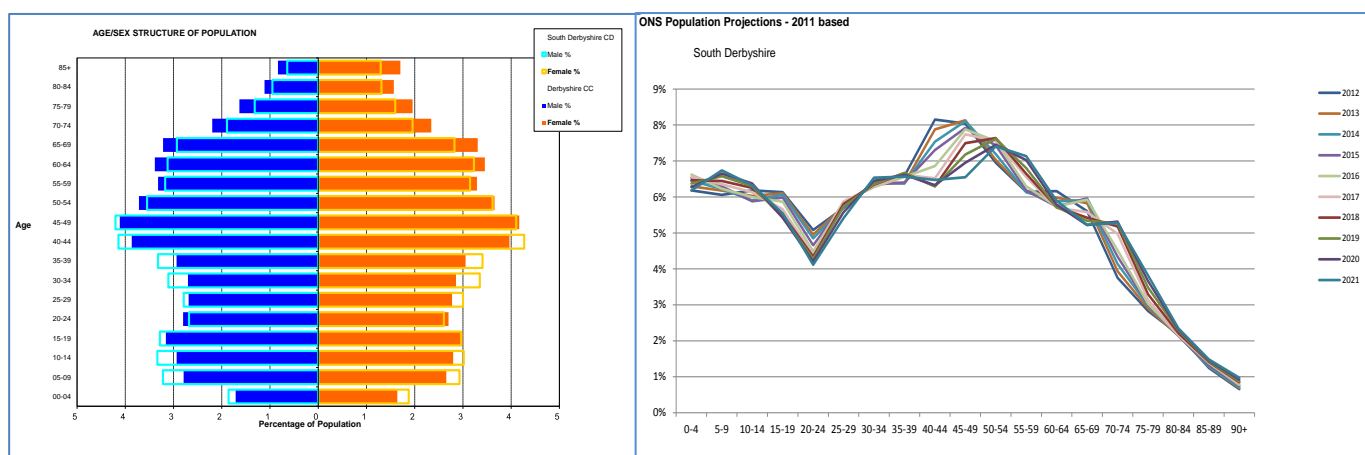 AGE/SEX STRUCTURE OF POPULATION
South Derbyshire CD
Male %
Female %
Derbyshire CC
Male %
Female %
85+
80-84
75-79
70-74
65-69
60-64
55-59
50-54
45-49
40-44
35-39
30-34
25-29
20-24
15-19
10-14
05-09
00-04
Age
5 4 3 2 1 0 1 2 3 4 5
Percentage of Population
ONS Population Projections - 2011 based
South Derbyshire
9%
8%
7%
6%
5%
4%
3%
2%
1%
0%
0-4 5-9 10-14 15-19 20-24 25-29 30-34 35-39 40-44 45-49 50-54 55-59 60-64 65-69 70-74 75-79 80-84 85-89 90+
2012
2013
2014
2015
2016
2017
2018
2019
2020
2021